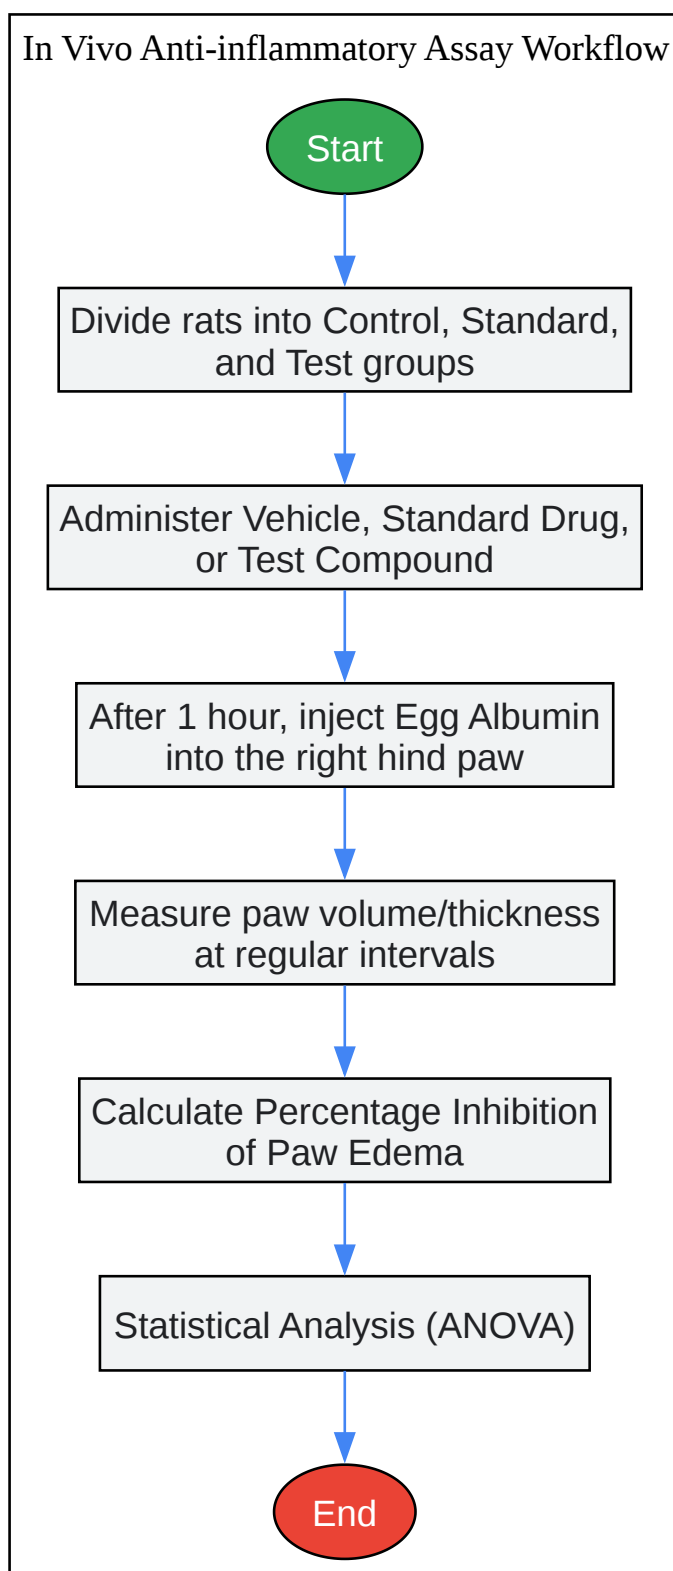 In Vivo Anti-inflammatory Assay Workflow
Start
Divide rats into Control, Standard,
and Test groups
Administer Vehicle, Standard Drug,
or Test Compound
After 1 hour, inject Egg Albumin
into the right hind paw
Measure paw volume/thickness
at regular intervals
Calculate Percentage Inhibition
of Paw Edema
Statistical Analysis (ANOVA)
End